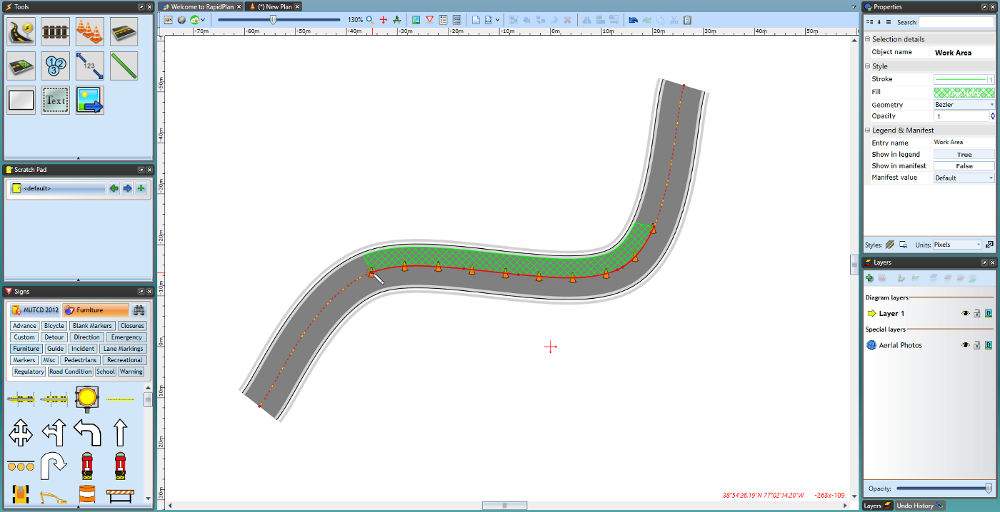 Tools
Welcome to RapidPlan
(*) New Plan
Properties
123
130%
Search:
-70m -60m -50m -40m -30m -20m -10m 0m 10m 20m 30m 40m 50m
Selection details
Object name Work Area
Style
Stroke 1
Fill
Geometry Bezier
Opacity 1
Legend & Manifest
Entry name Work Area
Show in legend True
Show in manifest False
Manifest value Default
Styles: Units: Pixels
1 2 3
123
Text
Scratch Pad
<default>
-50m
-40m
-30m
-20m
-10m
0m
10m
20m
30m
Signs
MUTCD 2012 Furniture
Advance Bicycle Blank Markers Closures
Custom Detour Direction Emergency
Furniture Guide Incident Lane Markings
Markers Misc Pedestrians Recreational
Regulatory Road Condition School Warning
Layers
Diagram layers
Layer 1
Special layers
Aerial Photos
Opacity:
Layers Undo History
38°54'26.19"N 77°02'14.20"W -263x-109